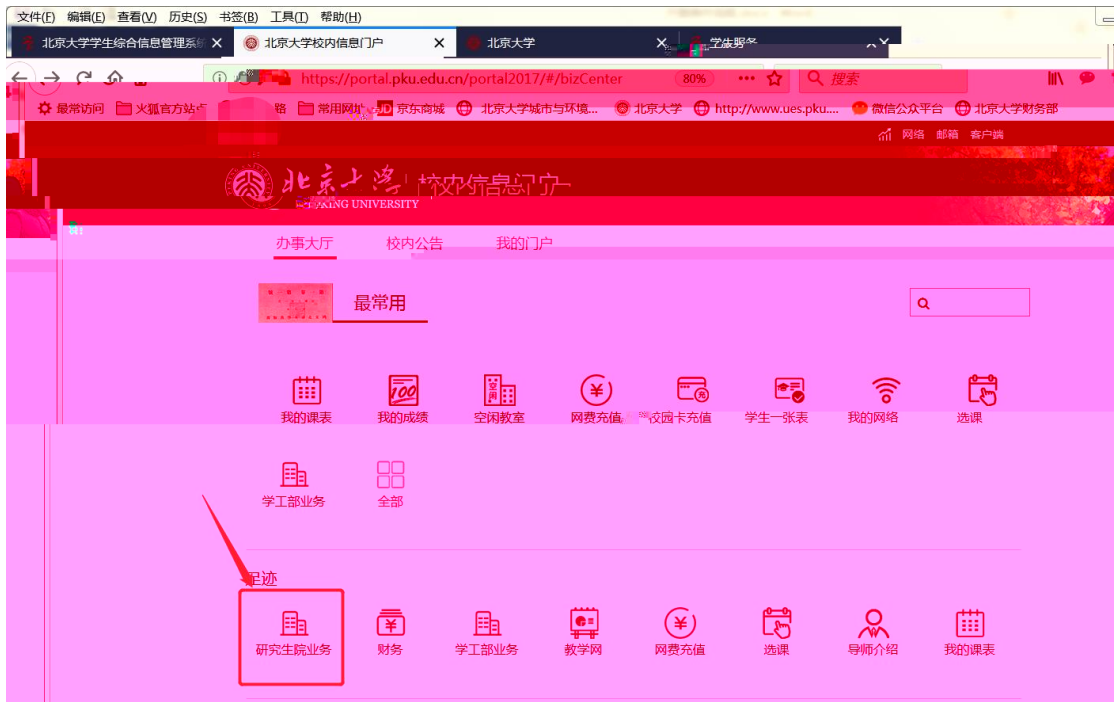 文件(F) 编辑(E) 查看(V) 历史(S) 书签(B) 工具(T) 帮助(H)
北京大学学生综合信息管理系统 北京大学校内信息门户 北京大学
https://portal.pku.edu.cn/portal2017/#/bizCenter 80% 搜索
最常访问 火狐官方站点 常用网址 JD 京东商城 北京大学城市与环境... 北京大学 http://www.ues.pku.... 微信公众平台 北京大学财务部
网络 邮箱 客户端
北京大学 校内信息门户
UNIVERSITY
办事大厅 校内公告 我的门户
最常用
100
我的课表 我的成绩 空闲教室 网费充值 校园卡充值 学生一张表 我的网络 选课
学工部业务 全部
足迹
研究生院业务 财务 学工部业务 教学网 网费充值 选课 导师介绍 我的课表